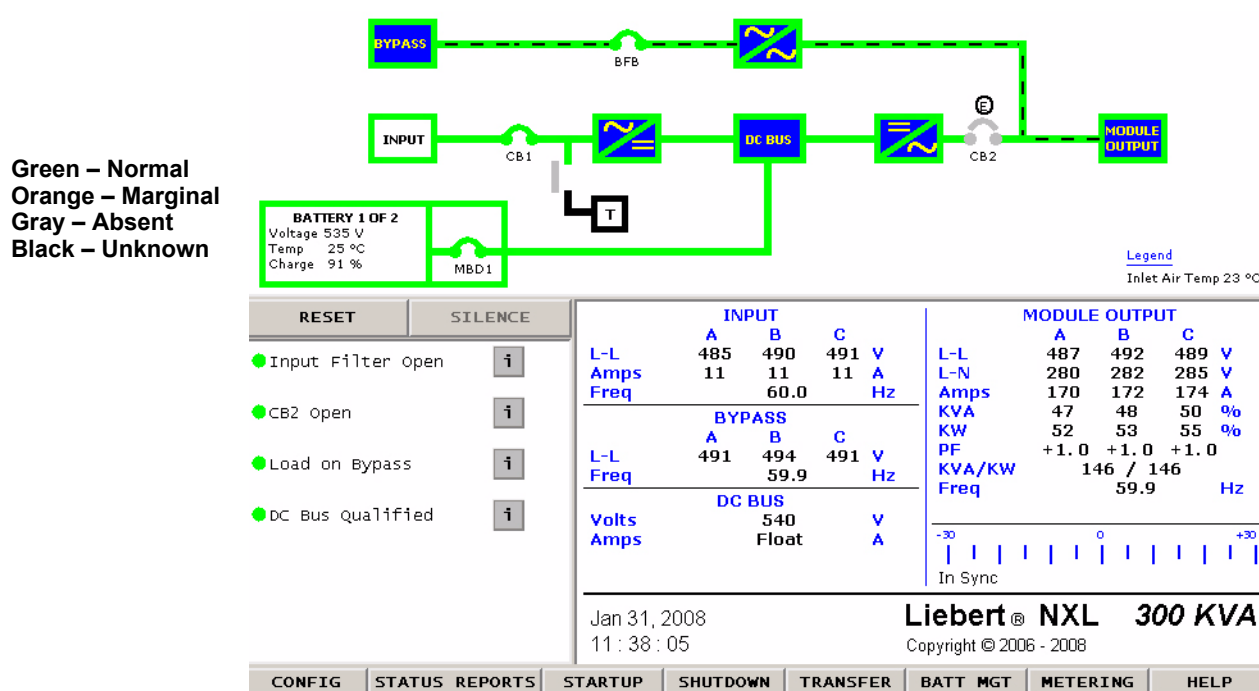 BYPASS
BFB
E
INPUT
CB1
DC BUS
CB2
MODULE
OUTPUT
Green – Normal
Orange – Marginal
Gray – Absent
Black – Unknown
T
BATTERY 1 OF 2
Voltage 535 V
Temp 25 ºC
Charge 91 %
MBD1
Legend
Inlet Air Temp 23 ºC
RESET SILENCE
Input Filter Open i
CB2 Open i
Load on Bypass i
DC Bus Qualified i
INPUT
A B C
L-L 485 490 491 V
Amps 11 11 11 A
Freq 60.0 Hz
BYPASS
A B C
L-L 491 494 491 V
Freq 59.9 Hz
DC BUS
Volts 540 V
Amps Float A
MODULE OUTPUT
A B C
L-L 487 492 489 V
L-N 280 282 285 V
Amps 170 172 174 A
KVA 47 48 50 %
KW 52 53 55 %
PF +1.0 +1.0 +1.0
KVA/KW 146 / 146
Freq 59.9 Hz
-30 0 +30
In Sync
Jan 31, 2008
11 : 38 : 05
Liebert ® NXL 300 KVA
Copyright © 2006 - 2008
CONFIG STATUS REPORTS STARTUP SHUTDOWN TRANSFER BATT MGT METERING HELP